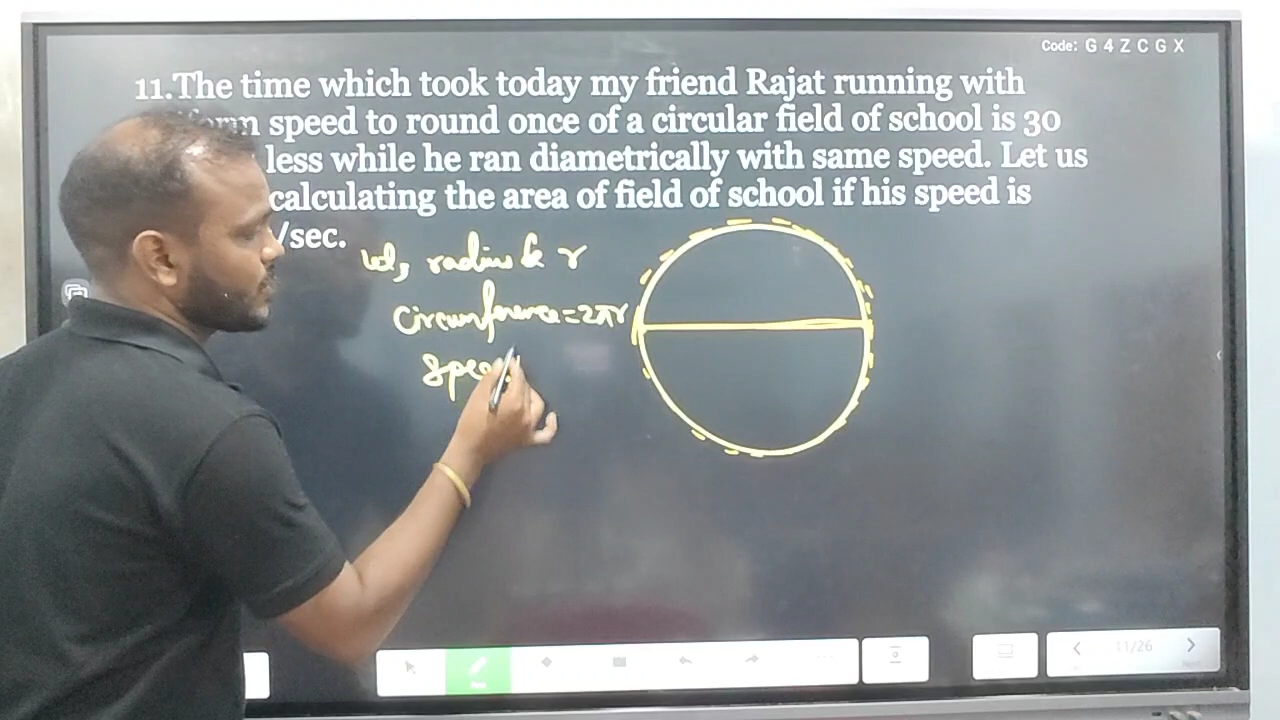 Code: G 4 Z C G X
11.The time which took today my friend Rajat running with
speed to round once of a circular field of school is 30
less while he ran diametrically with same speed. Let us
calculating the area of field of school if his speed is
/sec.
let, radius be r
Circumference = 2πr
11/26